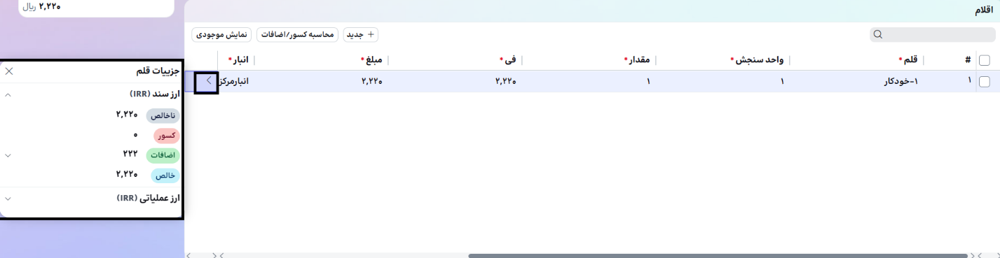 ۲,۲۲۰ ریال
اقلام
جدید
محاسبه کسور/اضافات
نمایش موجودی
# قلم * واحد سنجش * مقدار * فی * مبلغ * انبار *
۱ ۱-خودکار ۱ ۱ ۲,۲۲۰ ۲,۲۲۰ انبارمرکز
جزییات قلم
ارز سند (IRR)
ناخالص ۲,۲۲۰
کسور ۰
اضافات ۲۲۲
خالص ۲,۲۲۰
ارز عملیاتی (IRR)